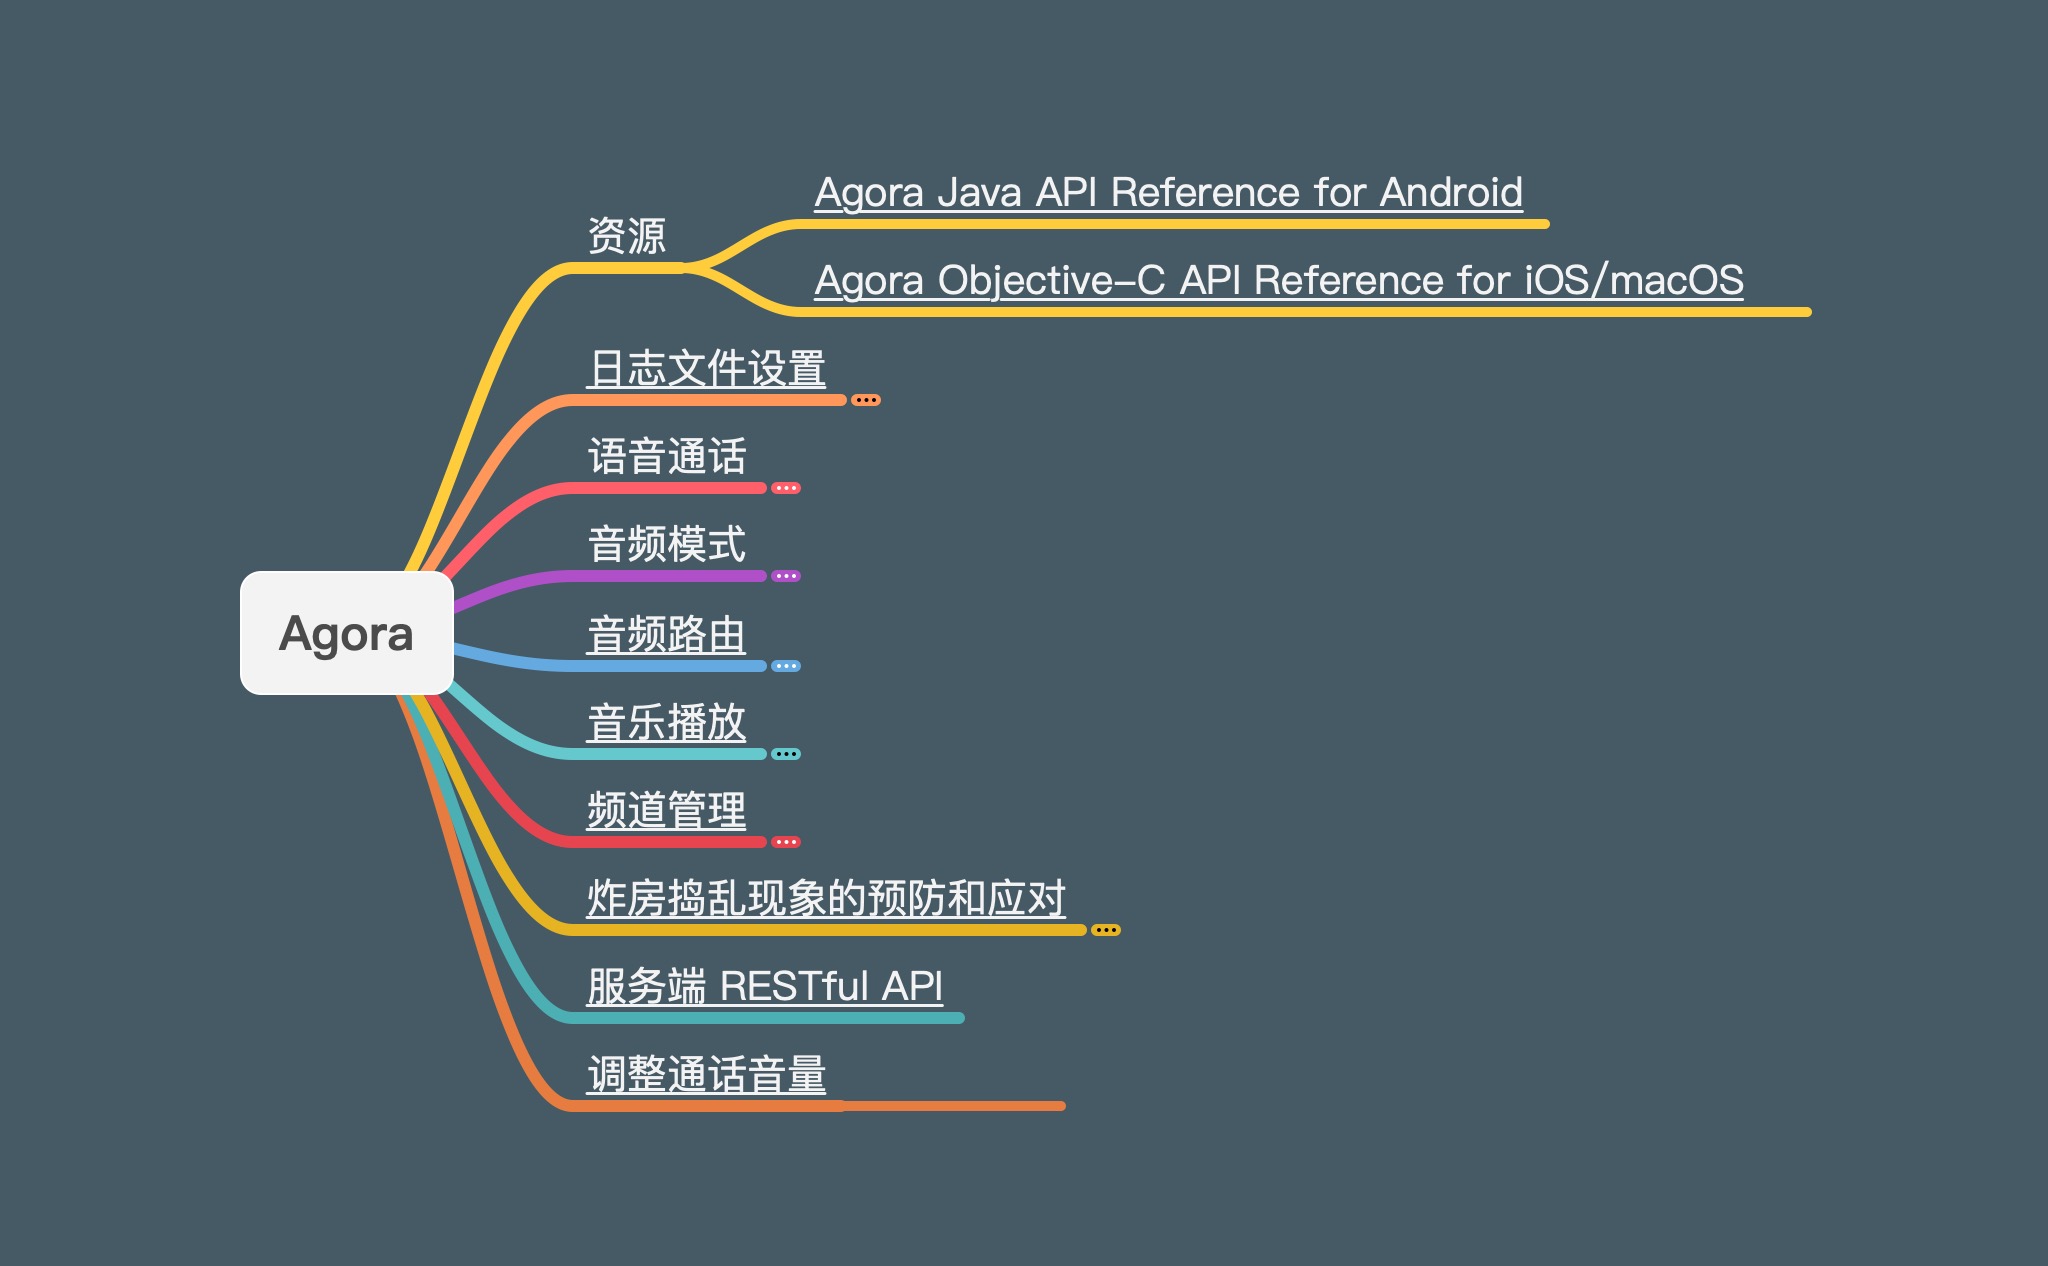 Agora Java API Reference for Android
资源
Agora Objective-C API Reference for iOS/macOS
日志文件设置
语音通话
音频模式
Agora
音频路由
音乐播放
频道管理
炸房捣乱现象的预防和应对
服务端 RESTful API
调整通话音量